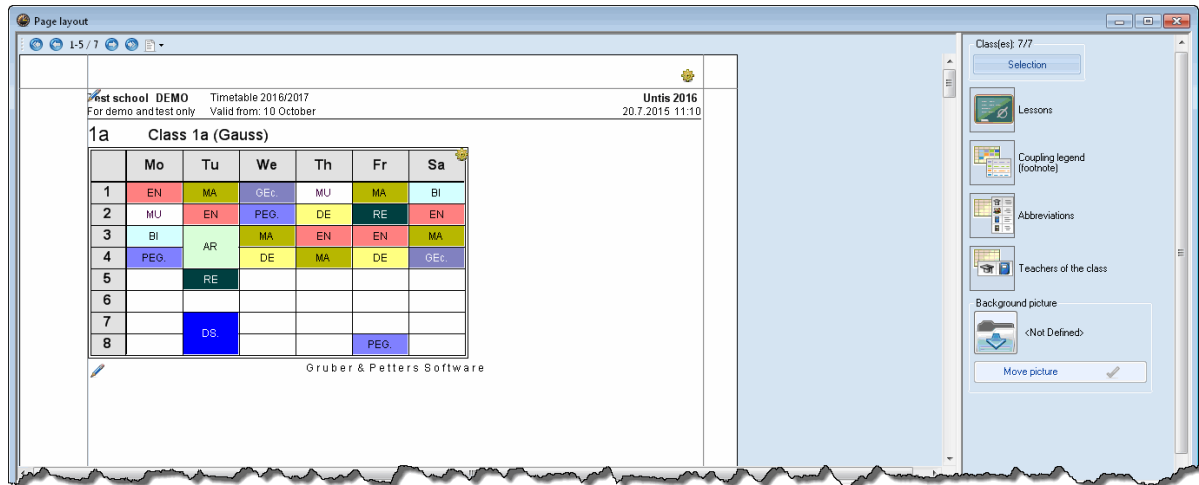 Page layout
1-5 / 7
Test school DEMO Timetable 2016/2017 Untis 2016
For demo and test only Valid from: 10 October 20.7.2015 11:10
1a Class 1a (Gauss)
Mo Tu We Th Fr Sa
1 EN MA GEc. MU MA BI
2 MU EN PEG. DE RE EN
3 BI AR MA EN EN MA
4 PEG. DE MA DE GEc.
5 RE
6
7 DS.
8 PEG.
Gruber & Petters Software
Class(es): 7/7
Selection
Lessons
Coupling legend
(footnote)
Abbreviations
Teachers of the class
Background picture
<Not Defined>
Move picture